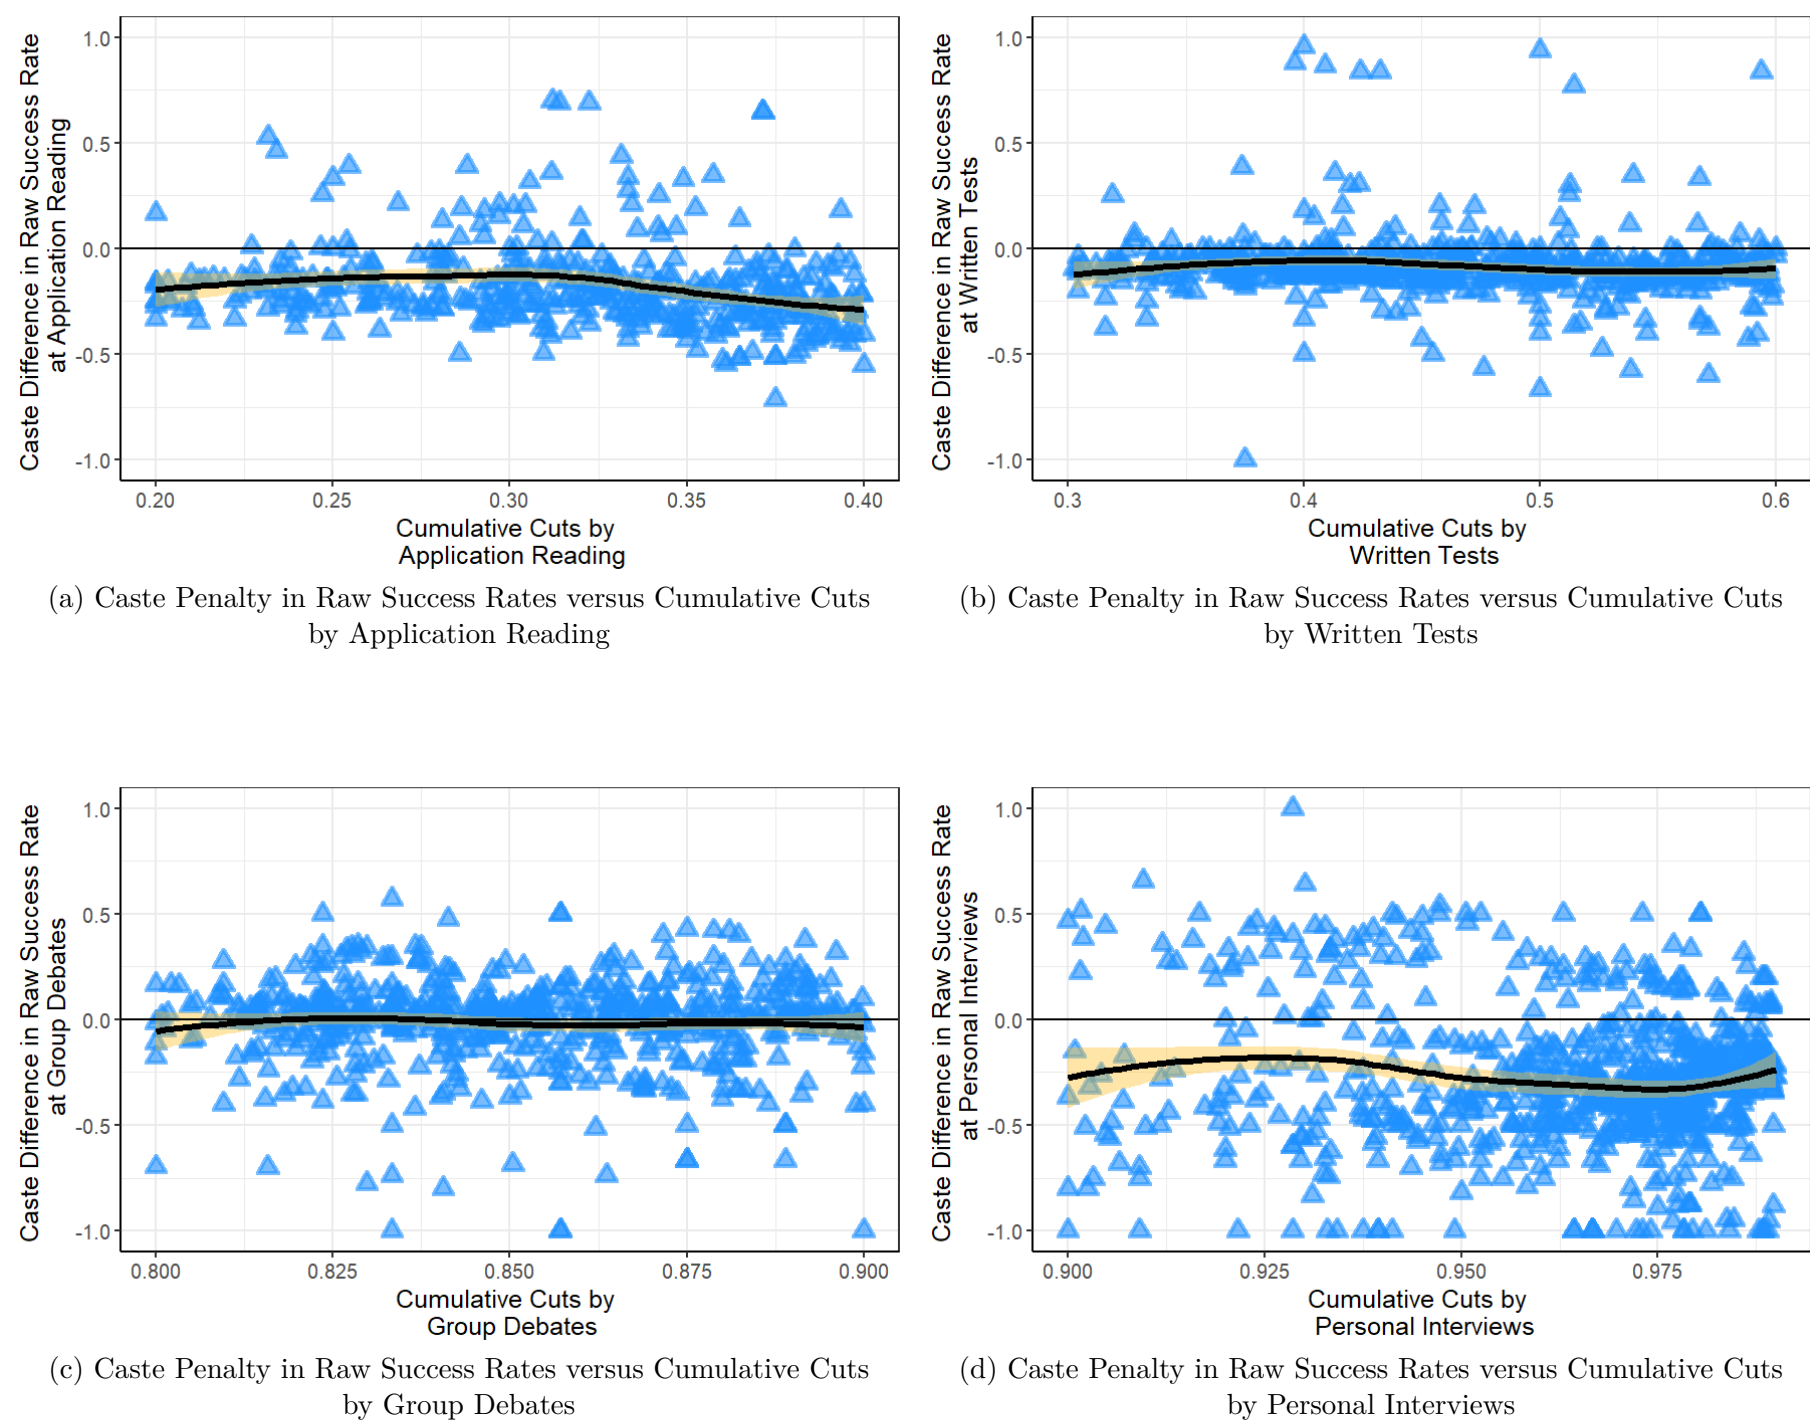 Caste Difference in Raw Success Rate
at Application Reading
1.0
0.5
0.0
-0.5
-1.0
0.20 0.25 0.30 0.35 0.40
Cumulative Cuts by
Application Reading
(a) Caste Penalty in Raw Success Rates versus Cumulative Cuts
by Application Reading
Caste Difference in Raw Success Rate
at Written Tests
1.0
0.5
0.0
-0.5
-1.0
0.3 0.4 0.5 0.6
Cumulative Cuts by
Written Tests
(b) Caste Penalty in Raw Success Rates versus Cumulative Cuts
by Written Tests
Caste Difference in Raw Success Rate
at Group Debates
1.0
0.5
0.0
-0.5
-1.0
0.800 0.825 0.850 0.875 0.900
Cumulative Cuts by
Group Debates
(c) Caste Penalty in Raw Success Rates versus Cumulative Cuts
by Group Debates
Caste Difference in Raw Success Rate
at Personal Interviews
1.0
0.5
0.0
-0.5
-1.0
0.900 0.925 0.950 0.975
Cumulative Cuts by
Personal Interviews
(d) Caste Penalty in Raw Success Rates versus Cumulative Cuts
by Personal Interviews